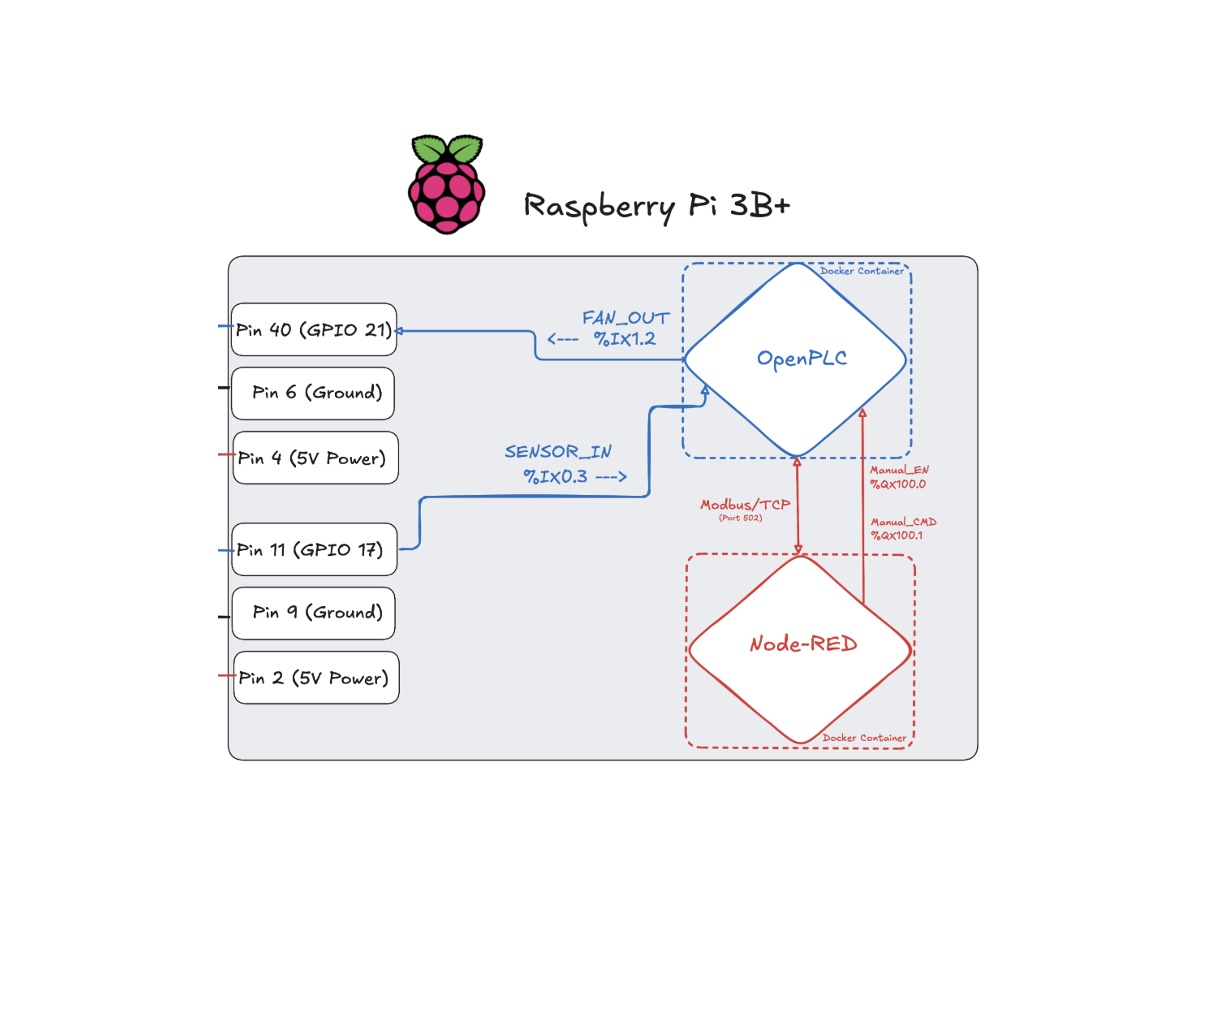 Raspberry Pi 3B+
Docker Container
FAN_OUT
<--- %IX1.2
OpenPLC
Pin 40 (GPIO 21)
Pin 6 (Ground)
Pin 4 (5V Power)
SENSOR_IN
%IX0.3 --->
Manual_EN
%QX100.0
Modbus/TCP
(Port 502)
Manual_CMD
%QX100.1
Pin 11 (GPIO 17)
Pin 9 (Ground)
Pin 2 (5V Power)
Node-RED
Docker Container